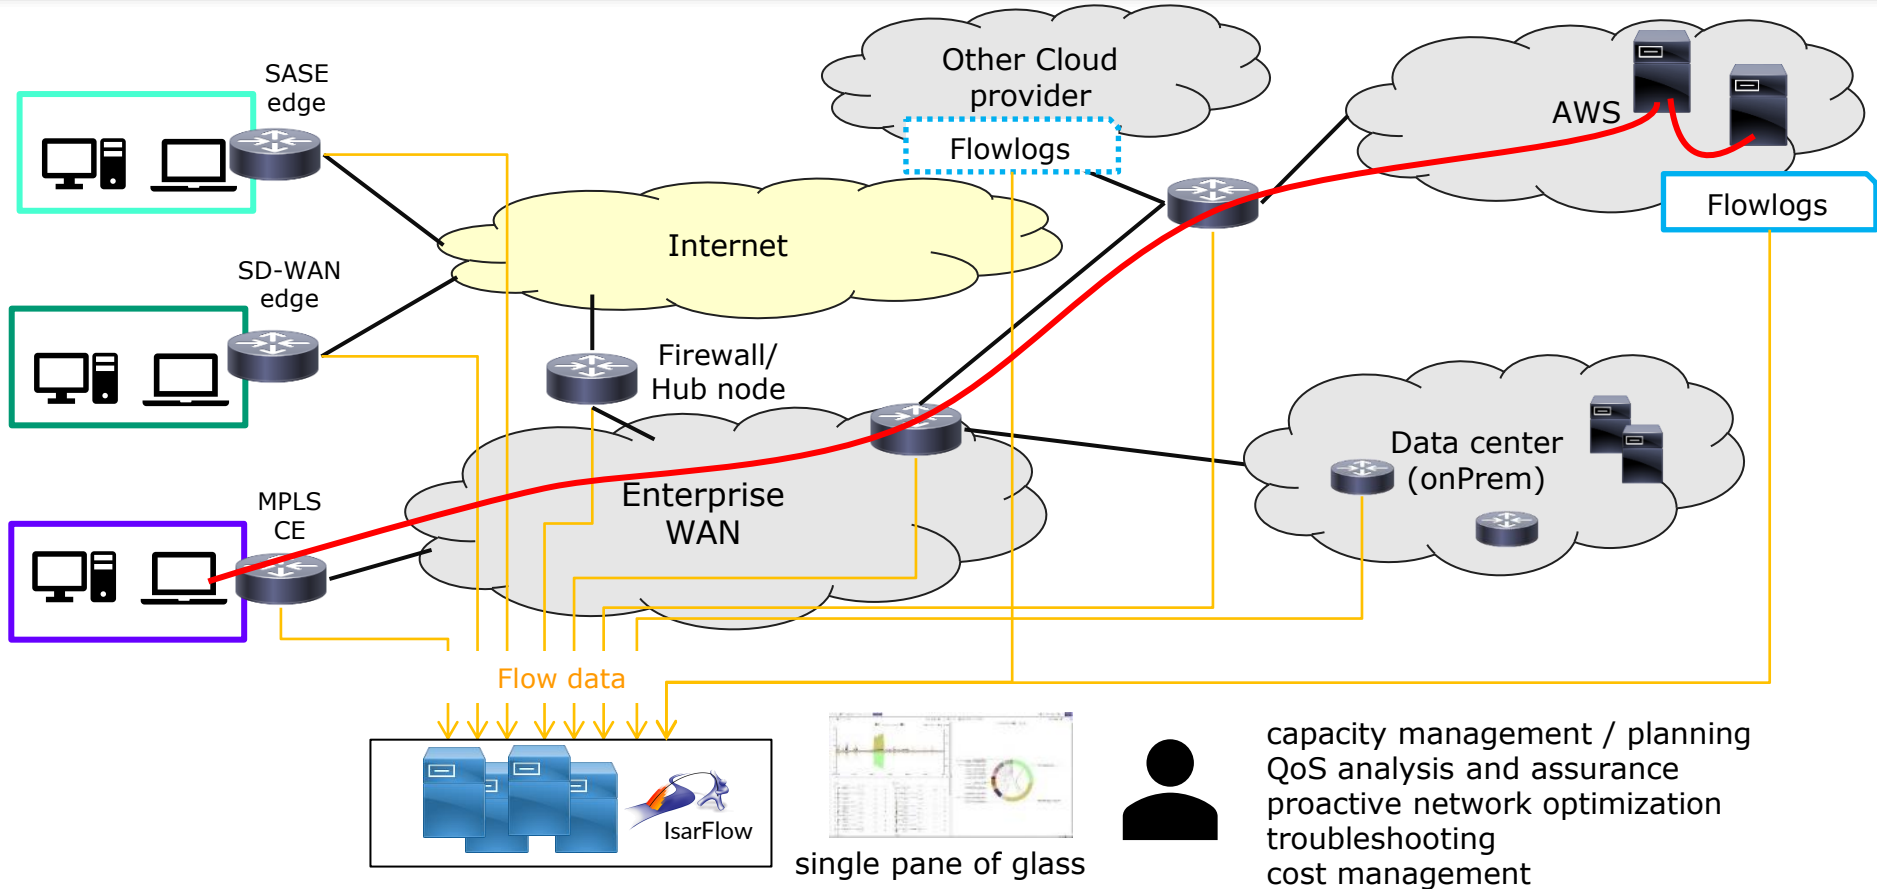 SASE
edge
Other Cloud
provider
Flowlogs
AWS
Flowlogs
Internet
SD-WAN
edge
Firewall/
Hub node
Data center
(onPrem)
MPLS
CE
Enterprise
WAN
Flow data
IsarFlow
single pane of glass
capacity management / planning
QoS analysis and assurance
proactive network optimization
troubleshooting
cost management